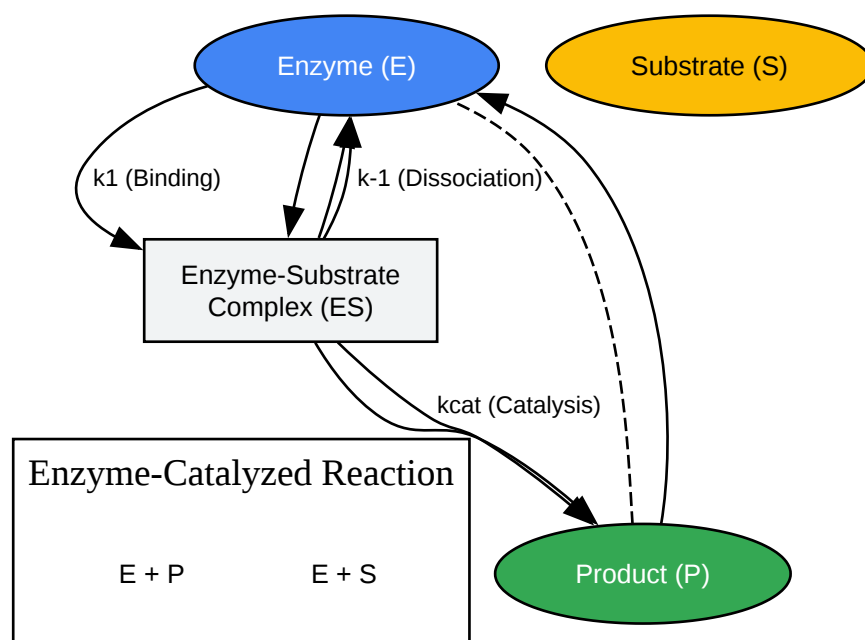 Enzyme (E)
Substrate (S)
k1 (Binding)
k-1 (Dissociation)
Enzyme-Substrate
Complex (ES)
kcat (Catalysis)
Enzyme-Catalyzed Reaction
E + P
E + S
Product (P)